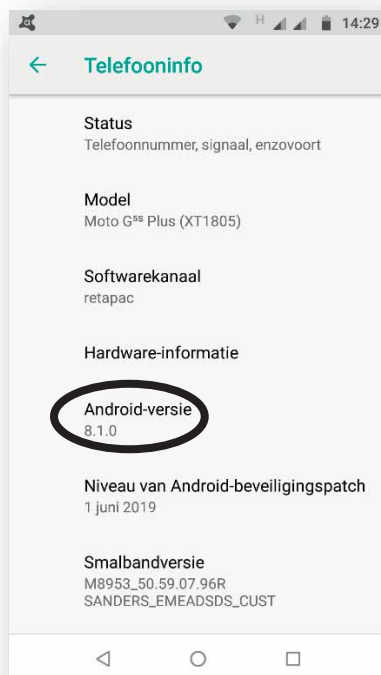 H 14:29
Telefooninfo
Status
Telefoonnummer, signaal, enzovoort
Model
Moto G⁵ˢ Plus (XT1805)
Softwarekanaal
retapac
Hardware-informatie
Android-versie
8.1.0
Niveau van Android-beveiligingspatch
1 juni 2019
Smalbandversie
M8953_50.59.07.96R
SANDERS_EMEADSDS_CUST